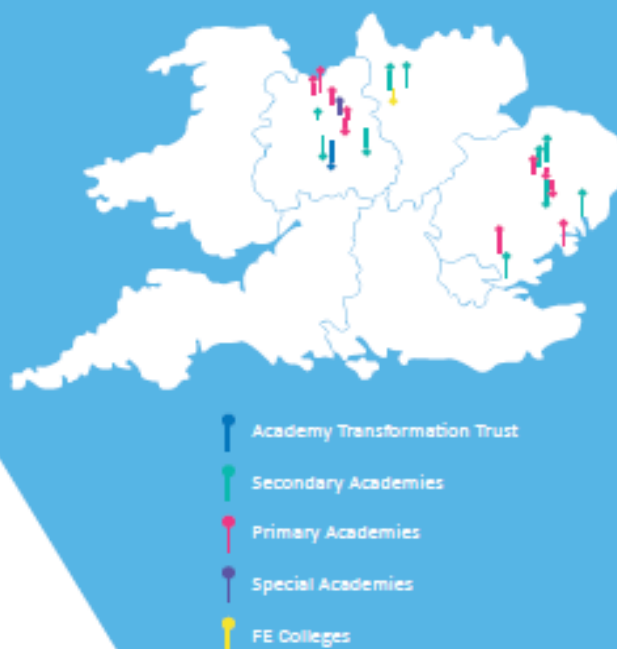 Academy Transformation Trust
Secondary Academies
Primary Academies
Special Academies
FE Colleges